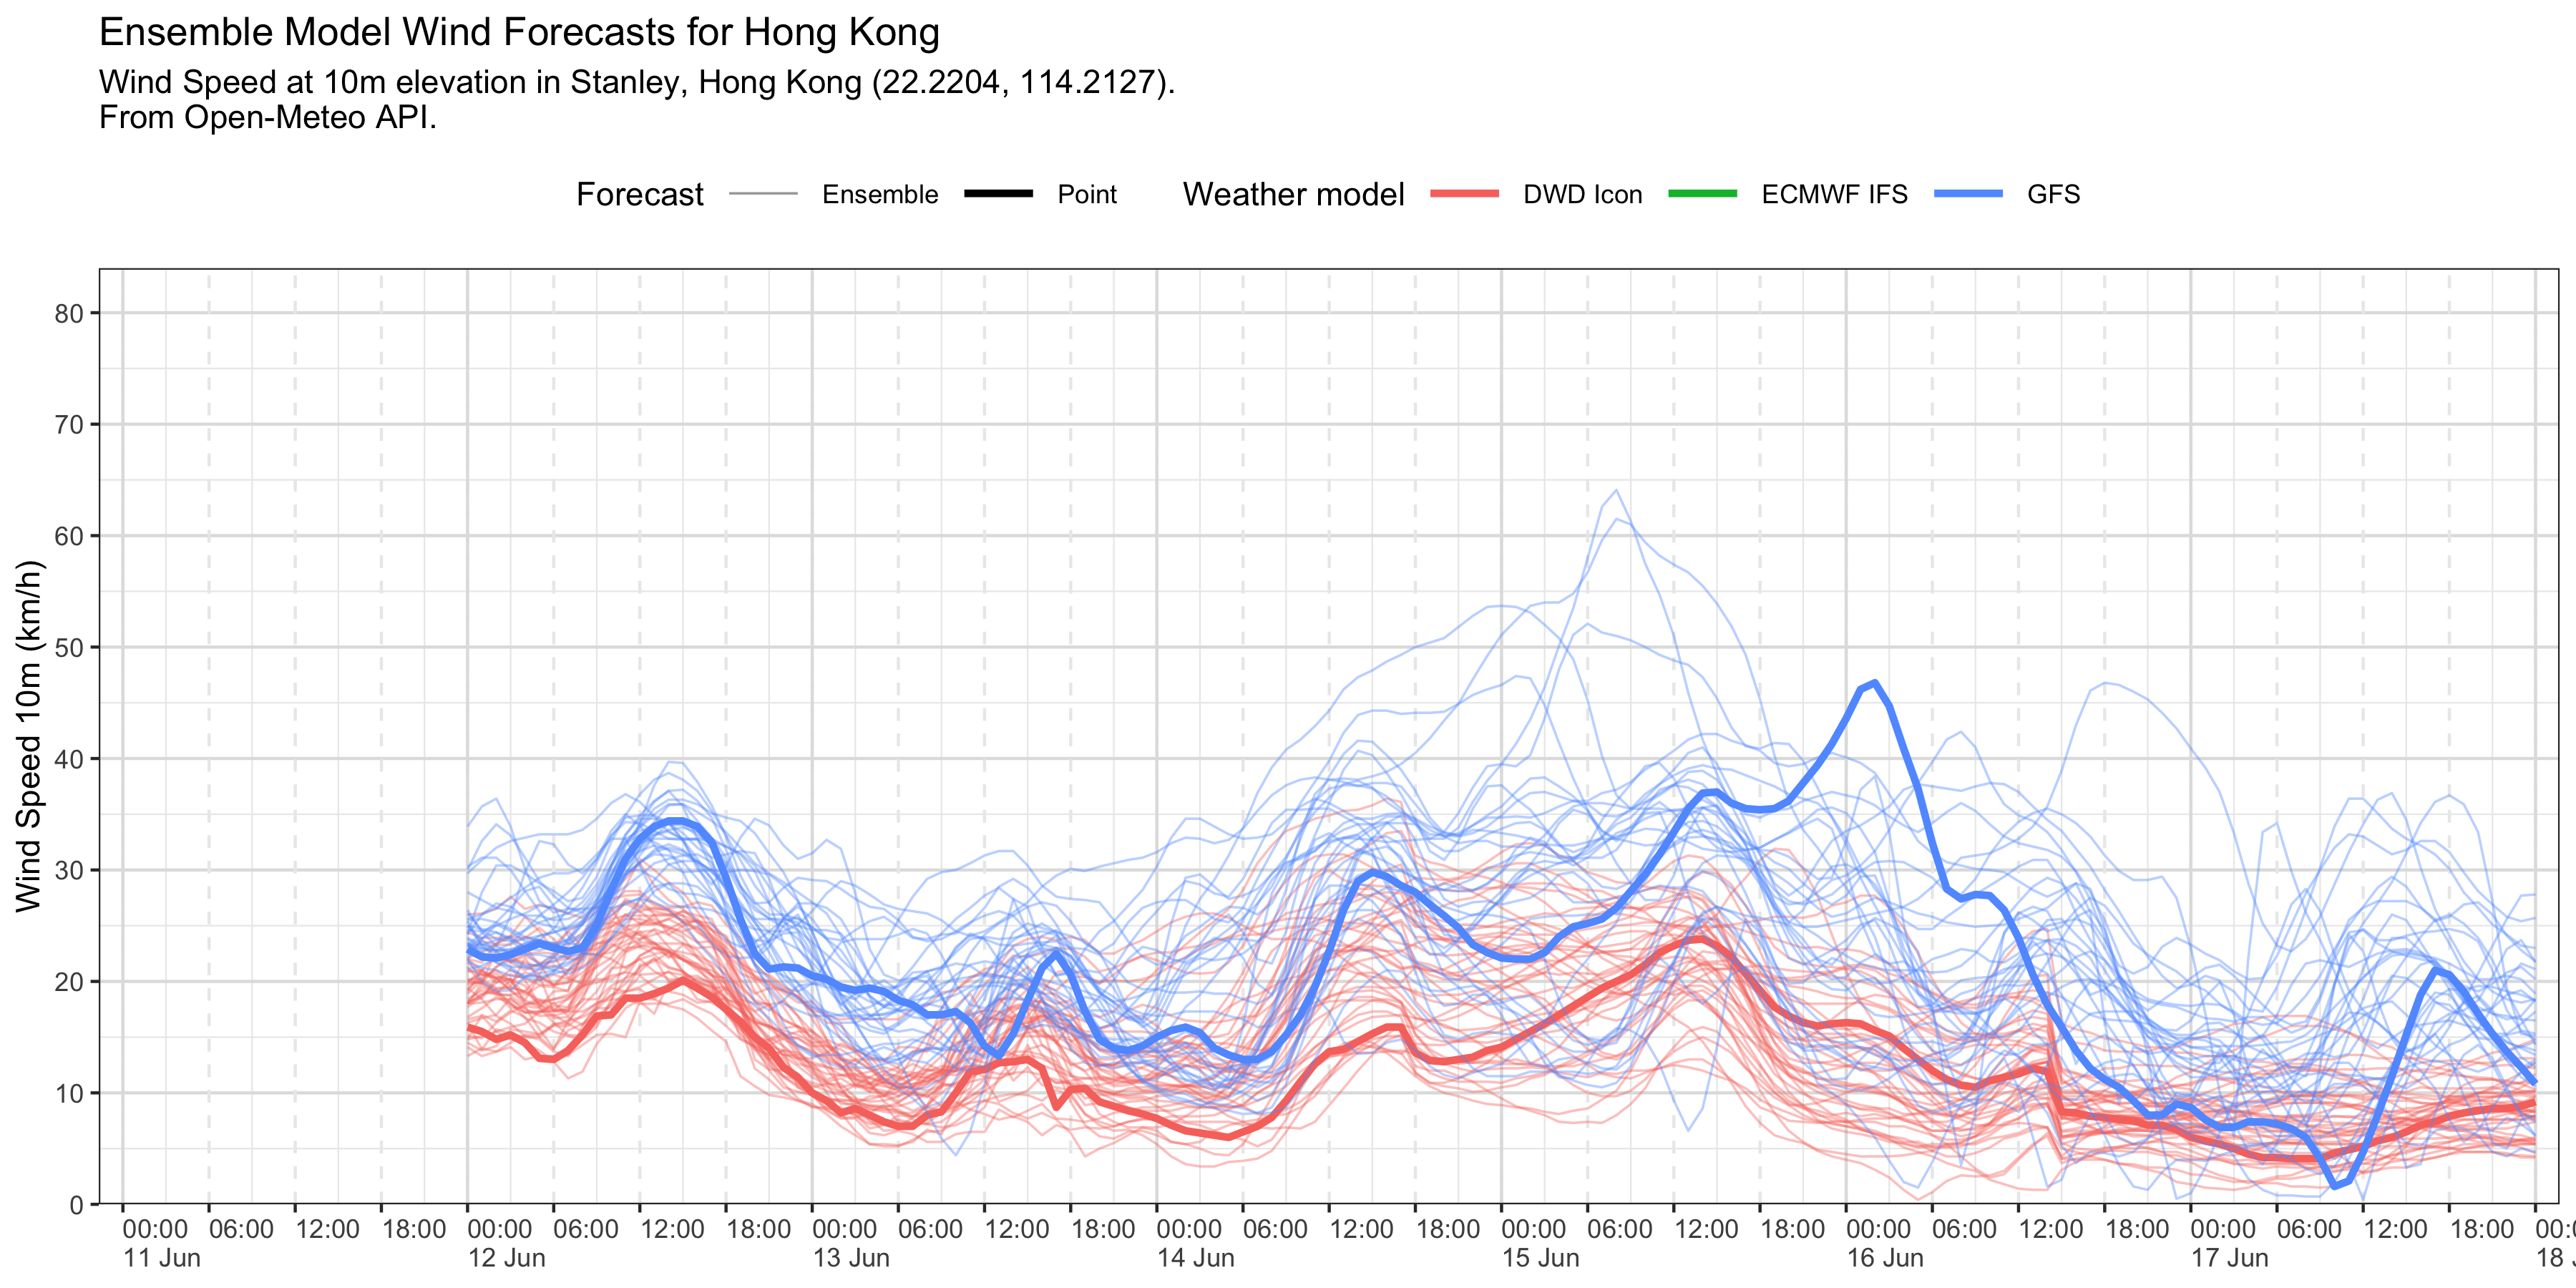 Ensemble Model Wind Forecasts for Hong Kong
Wind Speed at 10m elevation in Stanley, Hong Kong (22.2204, 114.2127).
From Open-Meteo API.
Forecast Ensemble Point Weather model DWD Icon ECMWF IFS GFS
Wind Speed 10m (km/h)
80
70
60
50
40
30
20
10
0
00:00 06:00 12:00 18:00 00:00 06:00 12:00 18:00 00:00 06:00 12:00 18:00 00:00 06:00 12:00 18:00 00:00 06:00 12:00 18:00 00:00 06:00 12:00 18:00 00:00 06:00 12:00 18:00
11 Jun 12 Jun 13 Jun 14 Jun 15 Jun 16 Jun 17 Jun 18